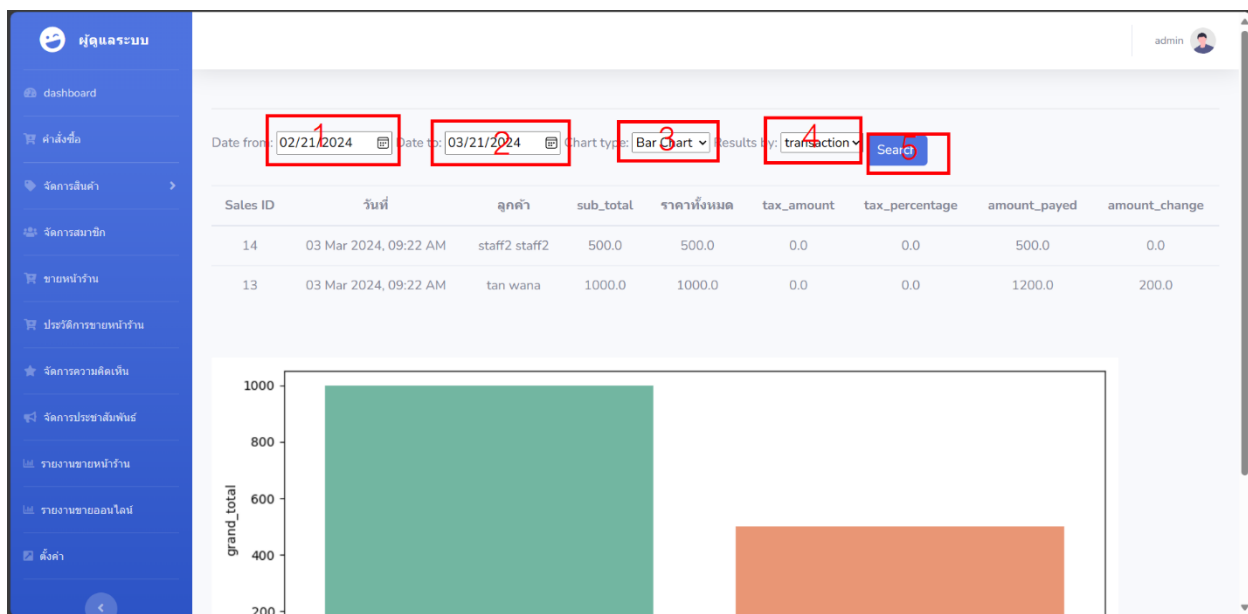 ผู้ดูแลระบบ
admin
dashboard
คำสั่งซื้อ
จัดการสินค้า
จัดการสมาชิก
ขายหน้าร้าน
ประวัติการขายหน้าร้าน
จัดการความคิดเห็น
จัดการประชาสัมพันธ์
รายงานขายหน้าร้าน
รายงานขายออนไลน์
ตั้งค่า
Date from: 02/21/2024 Date to: 03/21/2024 Chart type: Bar Chart Results by: transaction Search
1 2 3 4 5
Sales ID วันที่ ลูกค้า sub_total ราคาทั้งหมด tax_amount tax_percentage amount_payed amount_change
14 03 Mar 2024, 09:22 AM staff2 staff2 500.0 500.0 0.0 0.0 500.0 0.0
13 03 Mar 2024, 09:22 AM tan wana 1000.0 1000.0 0.0 0.0 1200.0 200.0
1000
800
600
400
200
grand_total